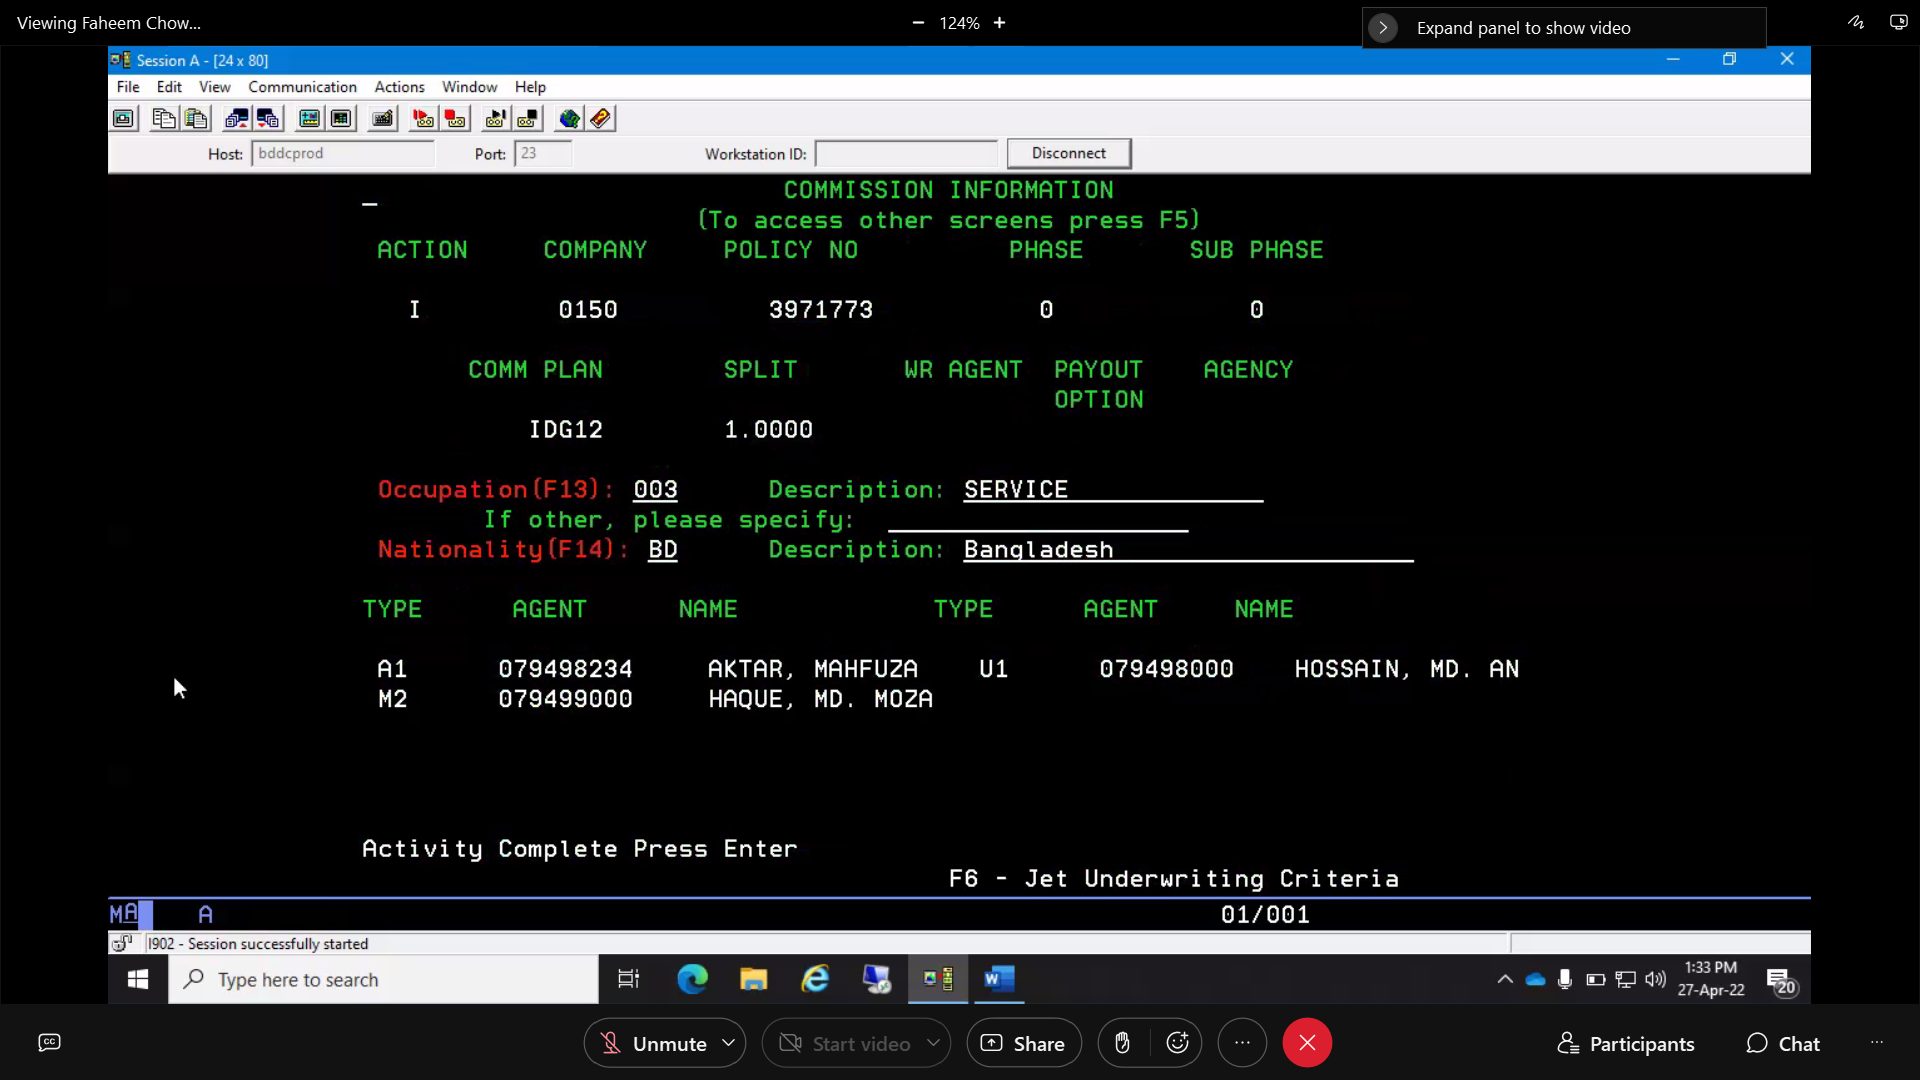 Viewing Faheem Chow...
124%
Expand panel to show video
Session A - [24 x 80]
File Edit View Communication Actions Window Help
Host: bddcprod Port: 23 Workstation ID: Disconnect
COMMISSION INFORMATION
(To access other screens press F5)
ACTION COMPANY POLICY NO PHASE SUB PHASE
I 0150 3971773 0 0
COMM PLAN SPLIT WR AGENT PAYOUT AGENCY
OPTION
IDG12 1.0000
Occupation(F13): 003 Description: SERVICE
If other, please specify:
Nationality(F14): BD Description: Bangladesh
TYPE AGENT NAME TYPE AGENT NAME
A1 079498234 AKTAR, MAHFUZA U1 079498000 HOSSAIN, MD. AN
M2 079499000 HAQUE, MD. MOZA
Activity Complete Press Enter
F6 - Jet Underwriting Criteria
MA A 01/001
I902 - Session successfully started
Type here to search
1:33 PM
27-Apr-22
20
Unmute Start video Share Participants Chat